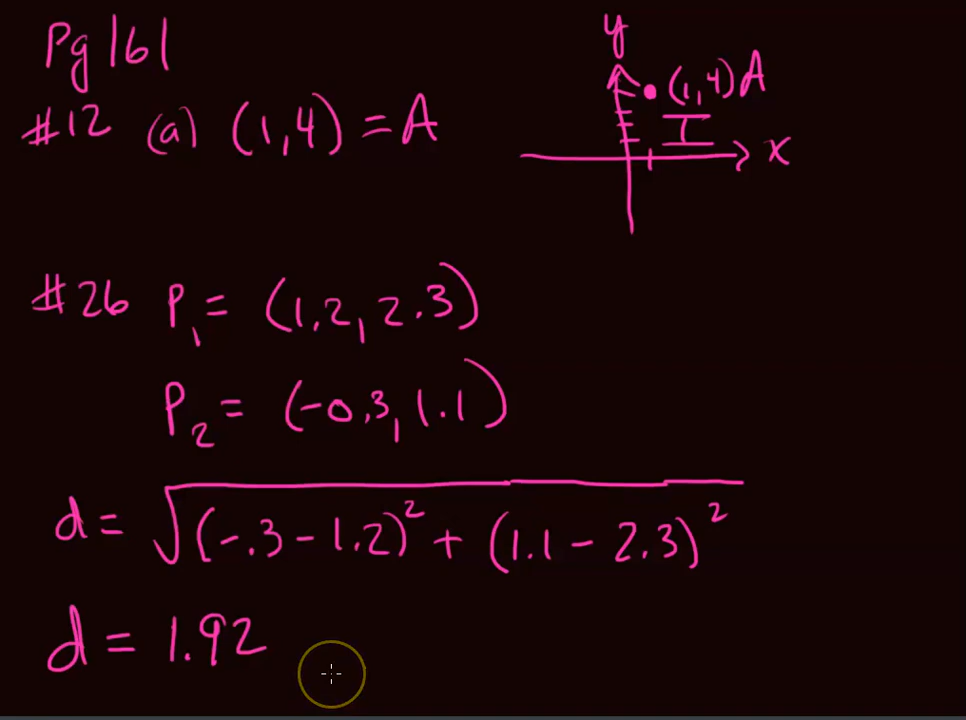 Pg 161
#12 (a) (1,4) = A
y
(1,4) A
I
x
#26 P₁ = (1.2, 2.3)
P₂ = (-0.3, 1.1)
d = √(-.3 - 1.2)² + (1.1 - 2.3)²
d = 1.92